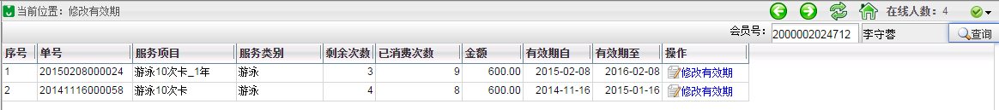 当前位置：修改有效期 在线人数：4
会员号： 2000002024712 李守蓉 查询
序号 单号 服务项目 服务类别 剩余次数 已消费次数 金额 有效期自 有效期至 操作
1 20150208000024 游泳10次卡_1年 游泳 3 9 600.00 2015-02-08 2016-02-08 修改有效期
2 20141116000058 游泳10次卡 游泳 4 8 600.00 2014-11-16 2015-01-16 修改有效期